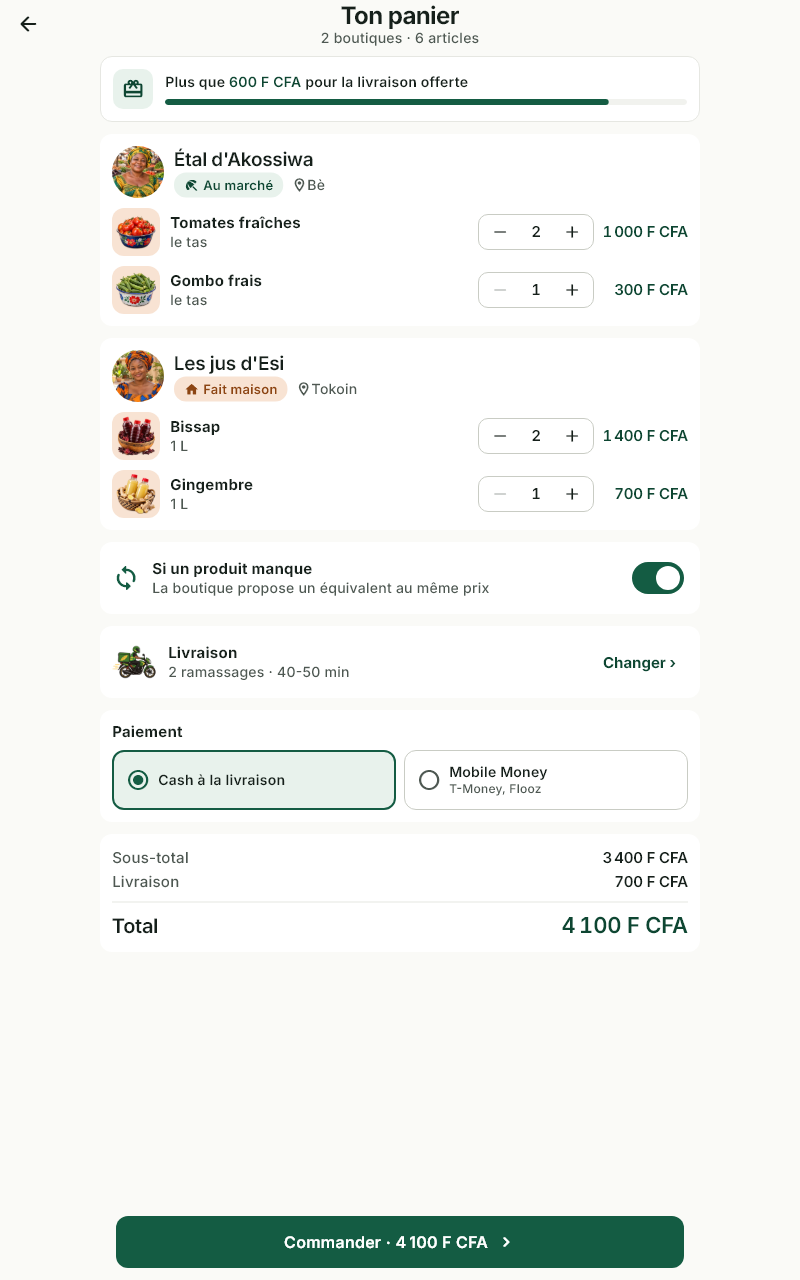 Ton panier
2 boutiques · 6 articles
Plus que 600 F CFA pour la livraison offerte
Étal d'Akossiwa
Au marché Bè
Tomates fraîches
le tas
2
1 000 F CFA
Gombo frais
le tas
1
300 F CFA
Les jus d'Esi
Fait maison Tokoin
Bissap
1 L
2
1 400 F CFA
Gingembre
1 L
1
700 F CFA
Si un produit manque
La boutique propose un équivalent au même prix
Livraison
2 ramassages · 40-50 min
Changer ›
Paiement
Cash à la livraison
Mobile Money
T-Money, Flooz
Sous-total 3 400 F CFA
Livraison 700 F CFA
Total 4 100 F CFA
Commander · 4 100 F CFA ›